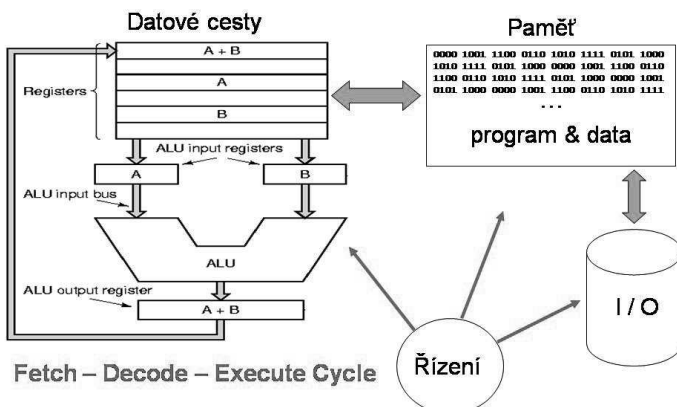 Datové cesty
A + B
Registers
A
B
ALU input registers
A
B
ALU input bus
ALU
ALU output register
A + B
Fetch – Decode – Execute Cycle
Paměť
0000 1001 1100 0110 1010 1111 0101 1000
1010 1111 0101 1000 0000 1001 1100 0110
1100 0110 1010 1111 0101 1000 0000 1001
0101 1000 0000 1001 1100 0110 1010 1111
...
program & data
I / O
Řízení